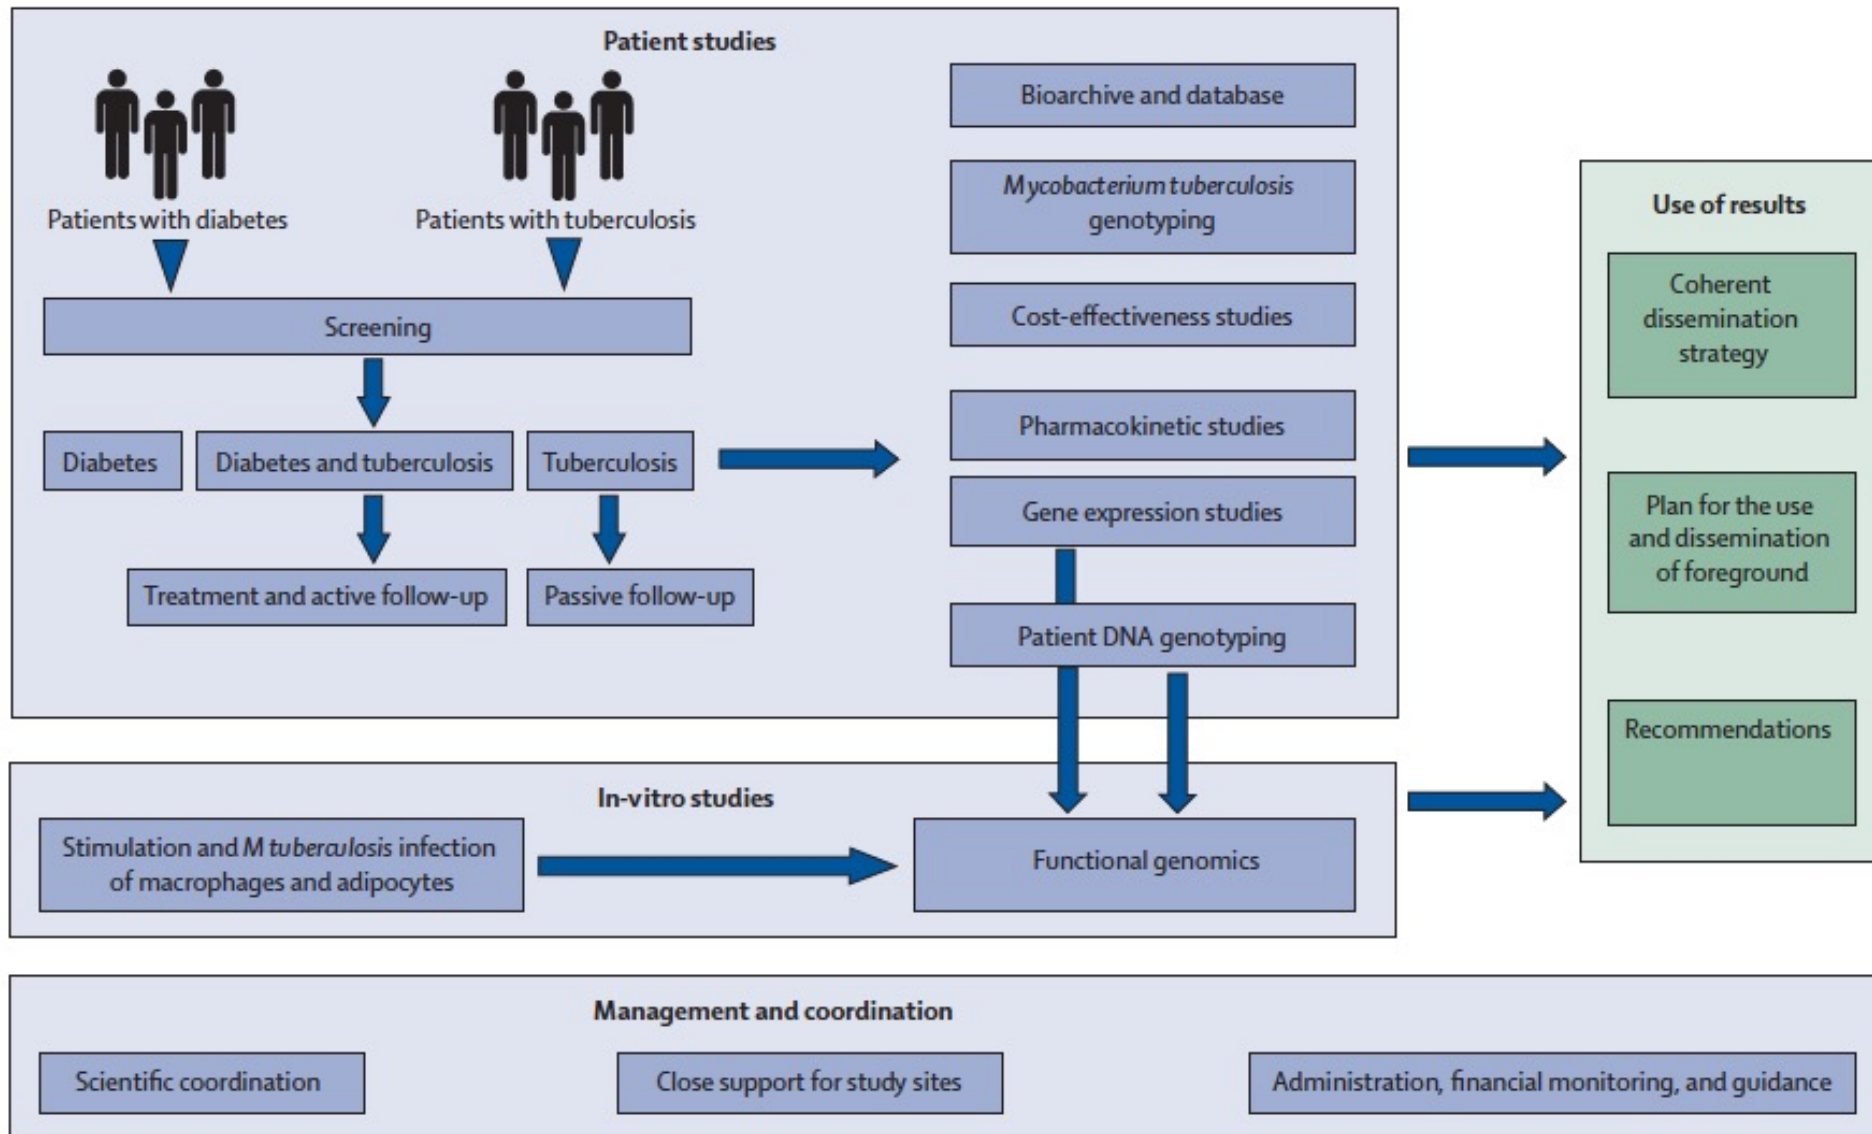 Patient studies
Patients with diabetes
Patients with tuberculosis
Screening
Diabetes
Diabetes and tuberculosis
Tuberculosis
Treatment and active follow-up
Passive follow-up
Bioarchive and database
Mycobacterium tuberculosis
genotyping
Cost-effectiveness studies
Pharmacokinetic studies
Gene expression studies
Patient DNA genotyping
In-vitro studies
Stimulation and M tuberculosis infection
of macrophages and adipocytes
Functional genomics
Use of results
Coherent
dissemination
strategy
Plan for the use
and dissemination
of foreground
Recommendations
Management and coordination
Scientific coordination
Close support for study sites
Administration, financial monitoring, and guidance